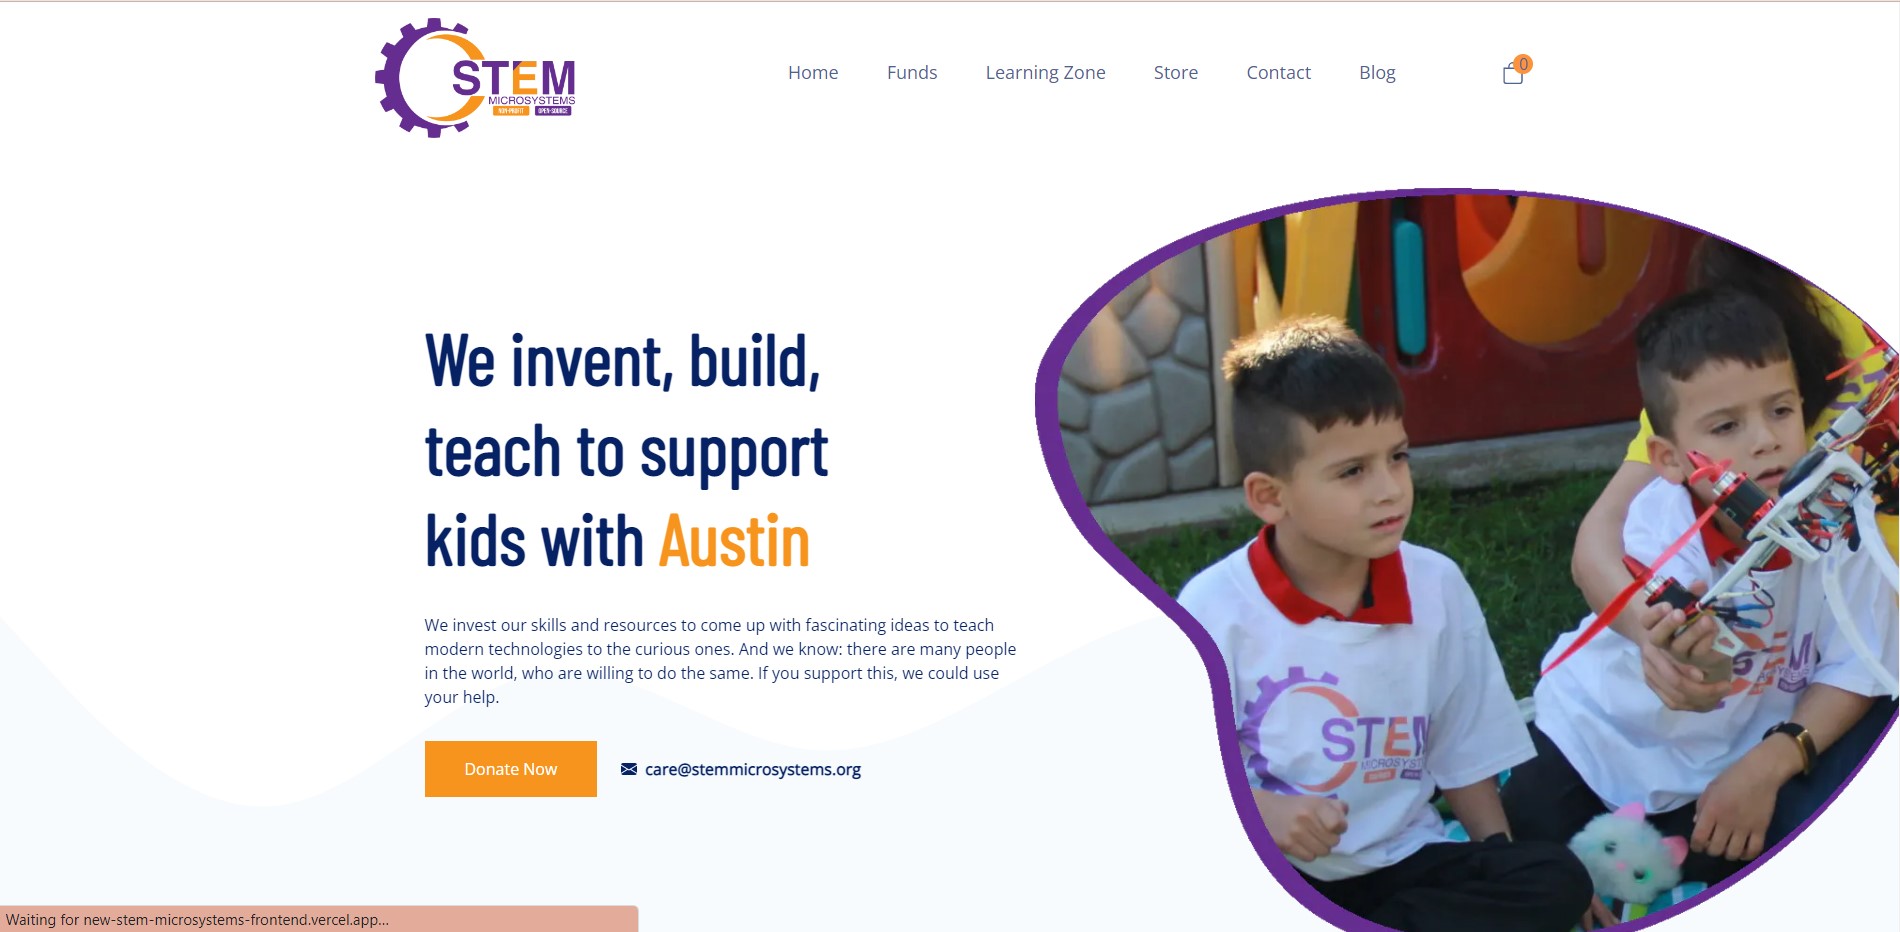 STEM
MICROSYSTEMS
NON-PROFIT OPEN-SOURCE
Home Funds Learning Zone Store Contact Blog 0
We invent, build,
teach to support
kids with Austin
We invest our skills and resources to come up with fascinating ideas to teach
modern technologies to the curious ones. And we know: there are many people
in the world, who are willing to do the same. If you support this, we could use
your help.
Donate Now care@stemmicrosystems.org
STEM
MICROSYST
Waiting for new-stem-microsystems-frontend.vercel.app...